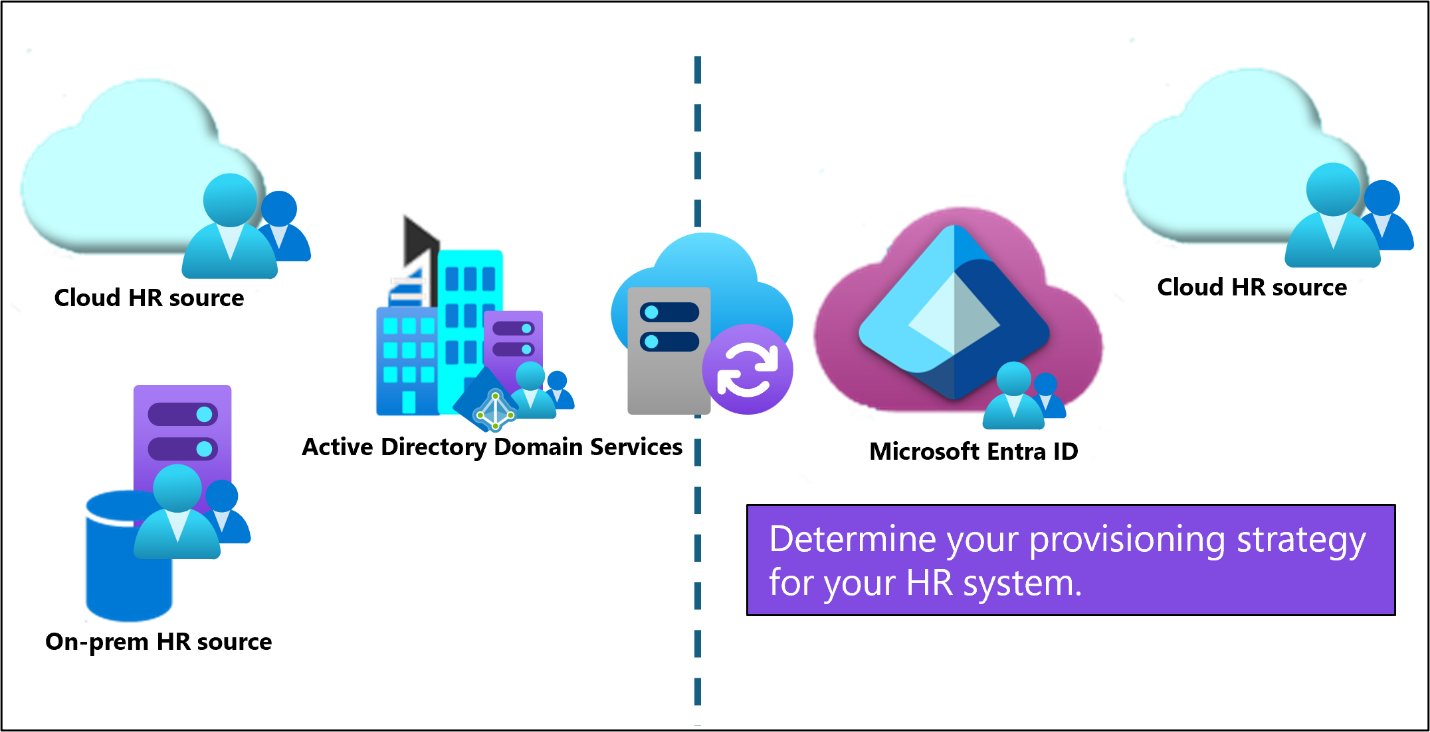 Cloud HR source
Cloud HR source
Active Directory Domain Services
Microsoft Entra ID
Determine your provisioning strategy
for your HR system.
On-prem HR source